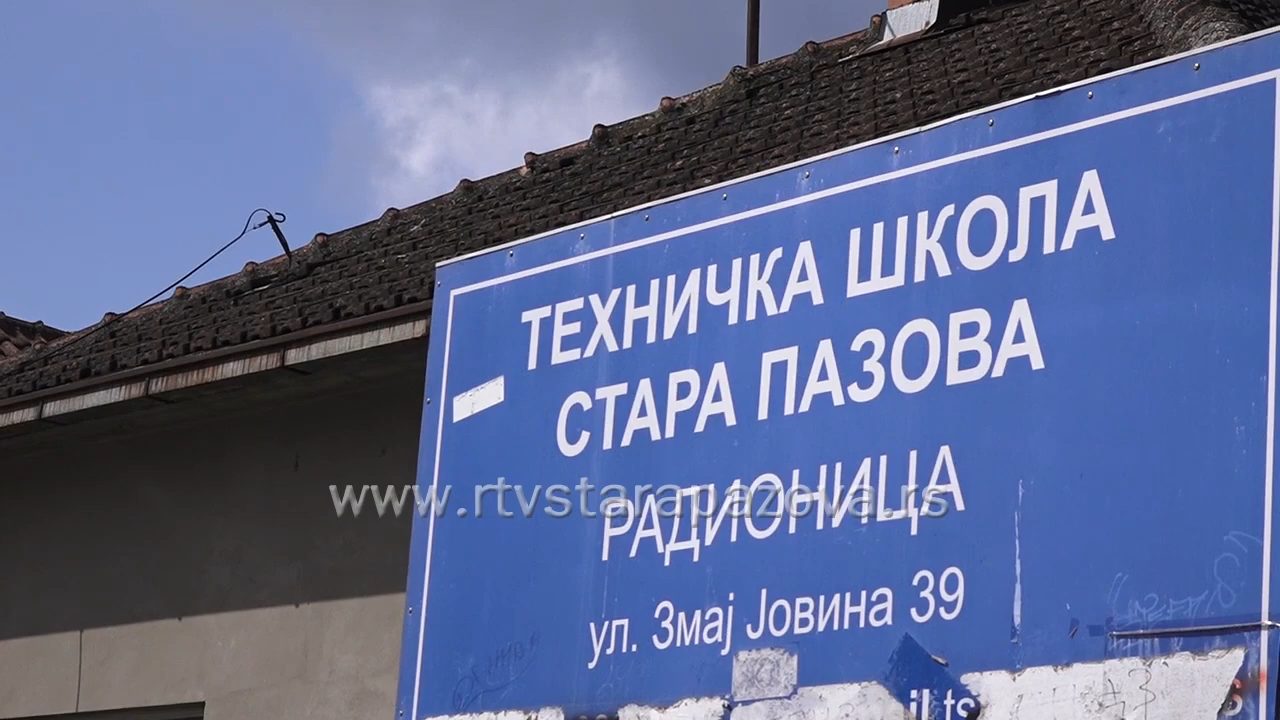 ТЕХНИЧКА ШКОЛА
СТАРА ПАЗОВА
www.rtvstarapazova.rs
РАДИОНИЦА
ул. Змај Јовина 39